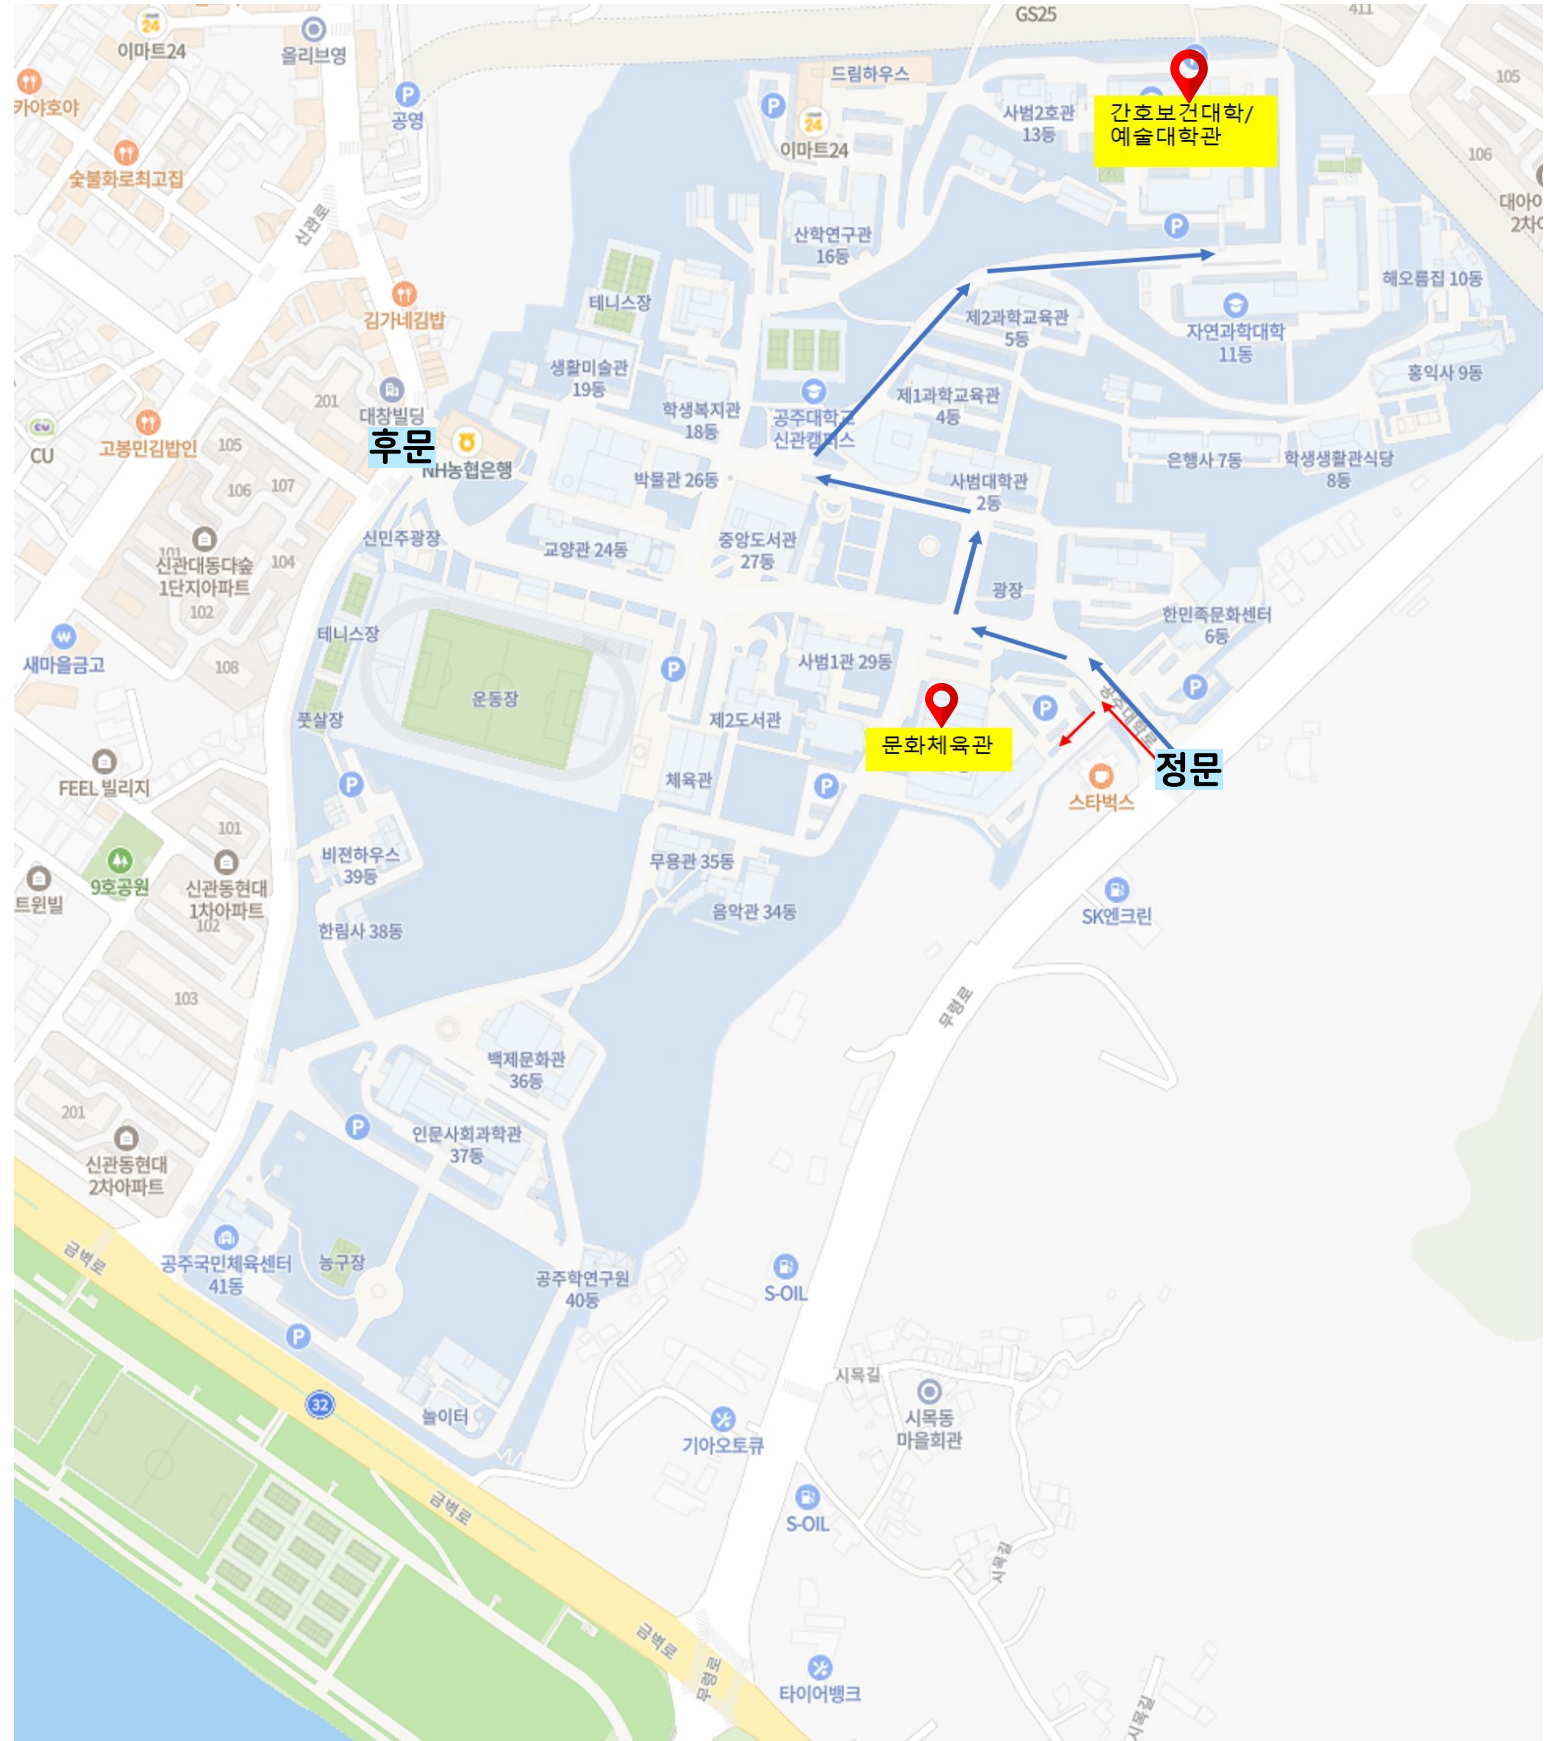 GS25
411
24
이마트24
올리브영
카야호야
P
공영
숯불화로최고집
신관로
드림하우스
P
24
이마트24
사범2호관
13동
간호보건대학/
예술대학관
105
106
2차
산학연구관
16동
P
테니스장
김가네김밥
제2과학교육관
5동
해오름집 10동
자연과학대학
11동
홍익사 9동
생활미술관
19동
학생복지관
18동
공주대학교
신관캠퍼스
제1과학교육관
4동
201
대창빌딩
후문
NH농협은행
CU
CU
고봉민김밥인
105
106
107
박물관 26동
사범대학관
2동
은행사 7동
학생생활관식당
8동
신민주광장
교양관 24동
중앙도서관
27동
101
신관대동다숲
1단지아파트
104
102
광장
한민족문화센터
6동
테니스장
새마을금고
108
사범1관 29동
P
P
P
운동장
풋살장
제2도서관
공주대학로
문화체육관
정문
체육관
P
스타벅스
FEEL 빌리지
P
101
비젼하우스
39동
무용관 35동
9호공원
신관동현대
1차아파트
102
트윈빌
음악관 34동
SK엔크린
한림사 38동
103
무령로
백제문화관
36동
201
P
인문사회과학관
37동
신관동현대
2차아파트
금벽로
공주국민체육센터
41동
농구장
공주학연구원
40동
S-OIL
P
시목길
32
놀이터
기아오토큐
시목동
마을회관
금벽로
S-OIL
시목길
금벽로
무령로
타이어뱅크
시목길